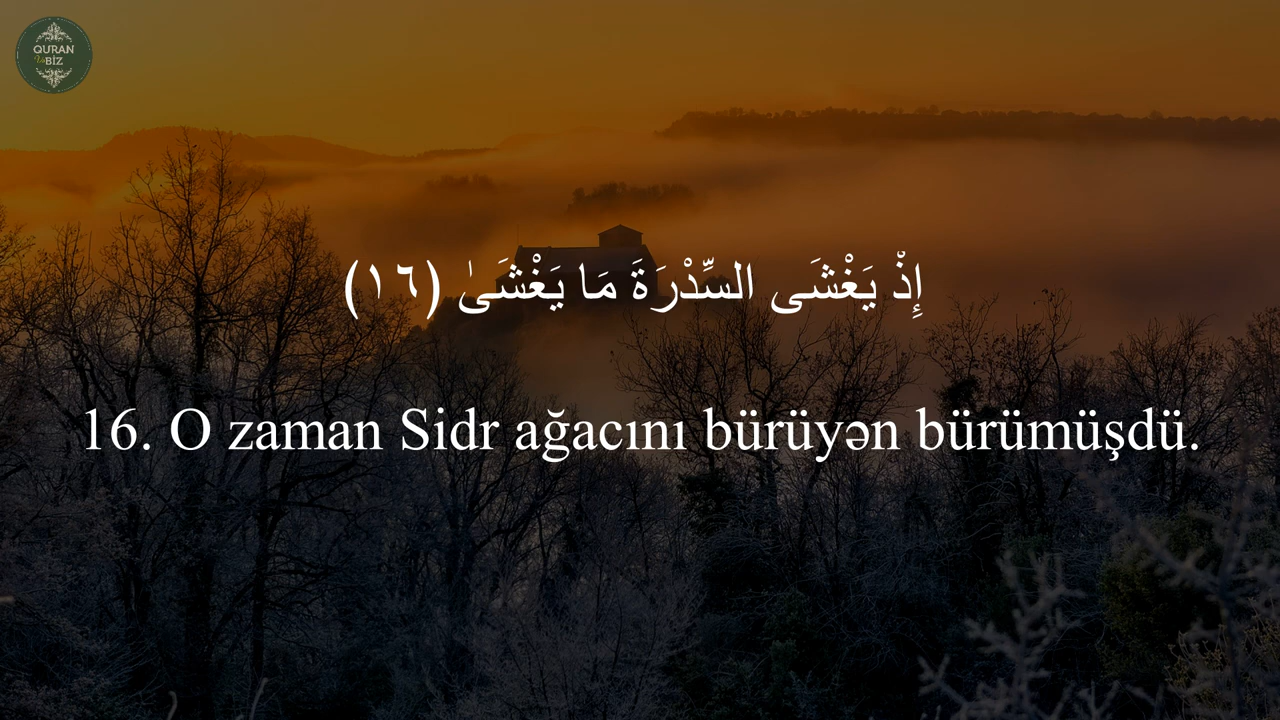 QURAN
Və BİZ
إِذْ يَغْشَى السِّدْرَةَ مَا يَغْشَىٰ (١٦)
16. O zaman Sidr ağacını bürüyən bürümüşdü.